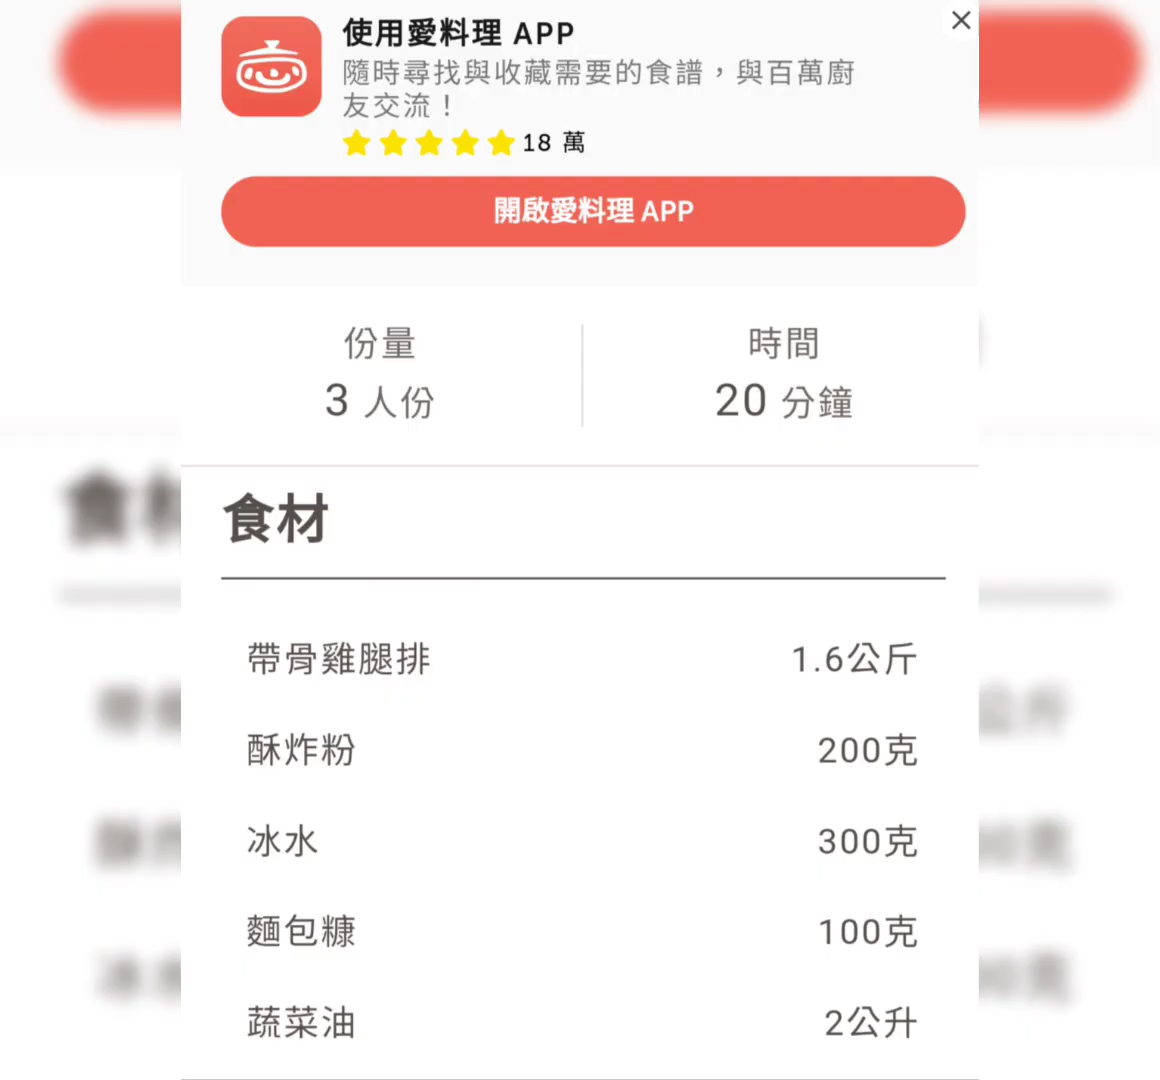 使用愛料理 APP
隨時尋找與收藏需要的食譜，與百萬廚
友交流！
18 萬
開啟愛料理 APP
份量
3 人份
時間
20 分鐘
食材
帶骨雞腿排 1.6公斤
酥炸粉 200克
冰水 300克
麵包糠 100克
蔬菜油 2公升